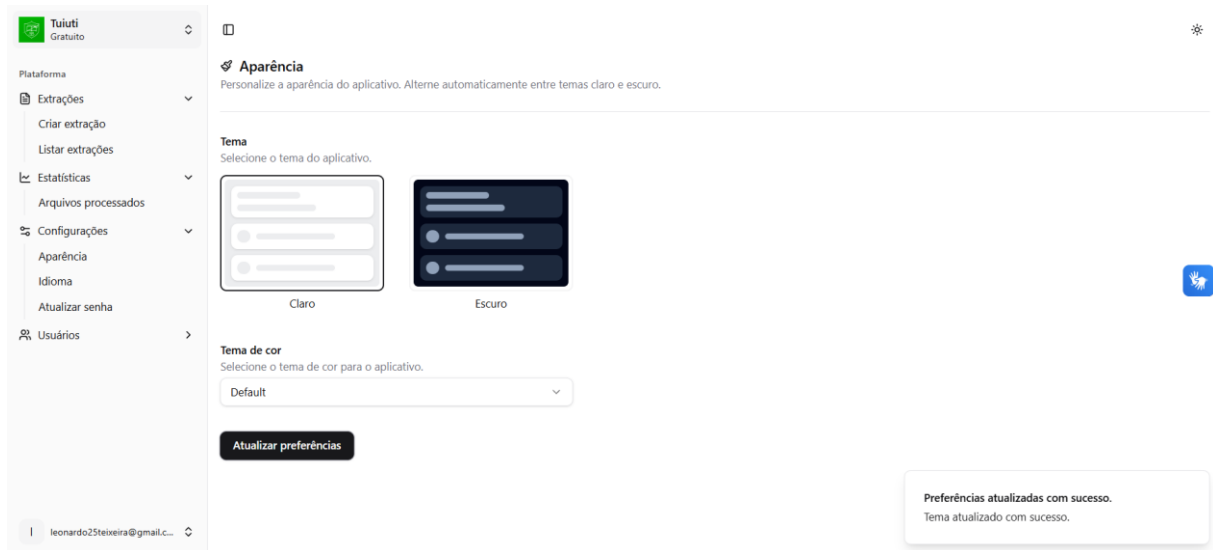 Tuiuti
Gratuito
Plataforma
Extrações
Criar extração
Listar extrações
Estatísticas
Arquivos processados
Configurações
Aparência
Idioma
Atualizar senha
Usuários
l leonardo25teixeira@gmail.c...
Aparência
Personalize a aparência do aplicativo. Alterne automaticamente entre temas claro e escuro.
Tema
Selecione o tema do aplicativo.
Claro Escuro
Tema de cor
Selecione o tema de cor para o aplicativo.
Default
Atualizar preferências
Preferências atualizadas com sucesso.
Tema atualizado com sucesso.